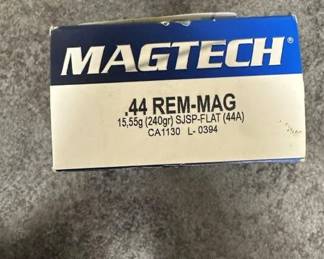 MAGTECH®
.44 REM-MAG
15,55g (240gr) SJSP-FLAT (44A)
CA1130 L- 0394